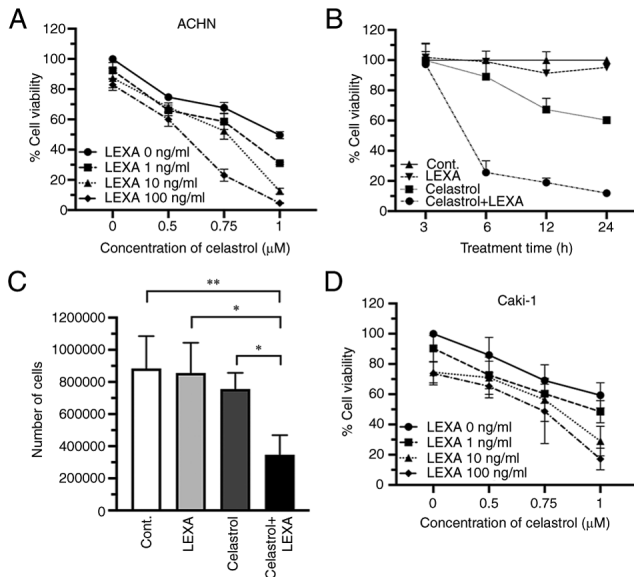 A
ACHN
% Cell viability
120
100
80
60
40
20
0
LEXA 0 ng/ml
LEXA 1 ng/ml
LEXA 10 ng/ml
LEXA 100 ng/ml
0 0.5 0.75 1
Concentration of celastrol (μM)
B
% Cell viability
120
100
80
60
40
20
0
Cont.
LEXA
Celastrol
Celastrol+LEXA
3 6 12 24
Treatment time (h)
C
Number of cells
1200000
1000000
800000
600000
400000
200000
0
**
*
*
Cont.
LEXA
Celastrol
Celastrol+
LEXA
D
Caki-1
% Cell viability
120
100
80
60
40
20
0
LEXA 0 ng/ml
LEXA 1 ng/ml
LEXA 10 ng/ml
LEXA 100 ng/ml
0 0.5 0.75 1
Concentration of celastrol (μM)